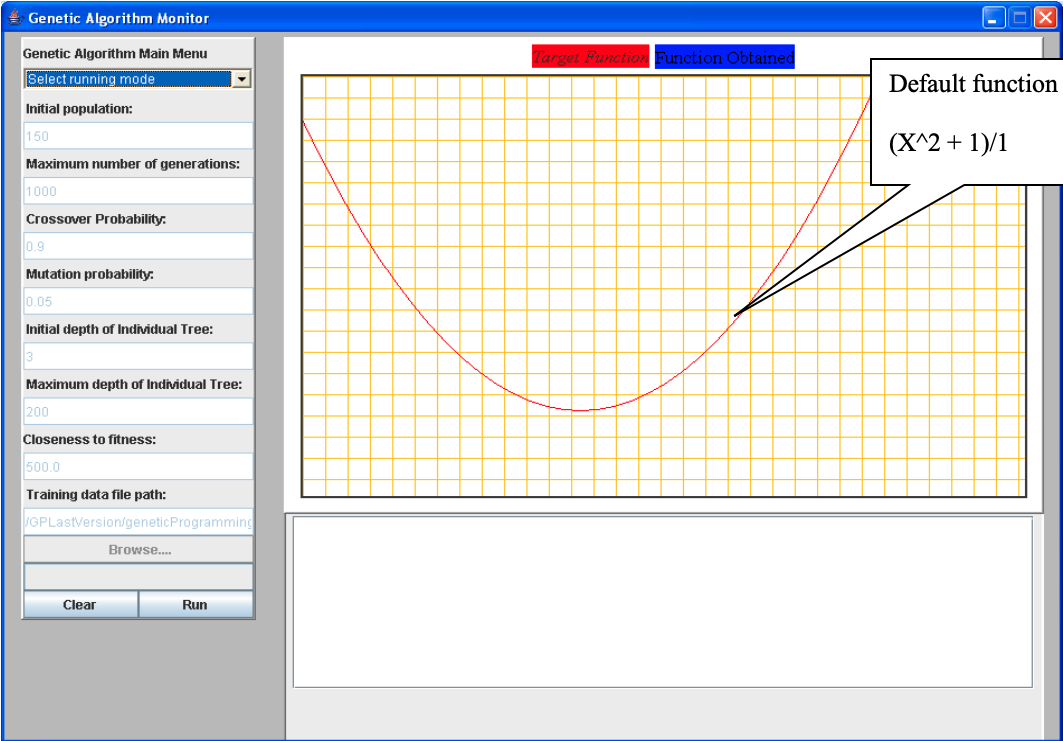 Genetic Algorithm Monitor
Genetic Algorithm Main Menu
Select running mode
Initial population:
150
Maximum number of generations:
1000
Crossover Probability:
0.9
Mutation probability:
0.05
Initial depth of Individual Tree:
3
Maximum depth of Individual Tree:
200
Closeness to fitness:
500.0
Training data file path:
/GPLastVersion/geneticProgramming
Browse....
Clear Run
Target Function Function Obtained
Default function
(X^2 + 1)/1